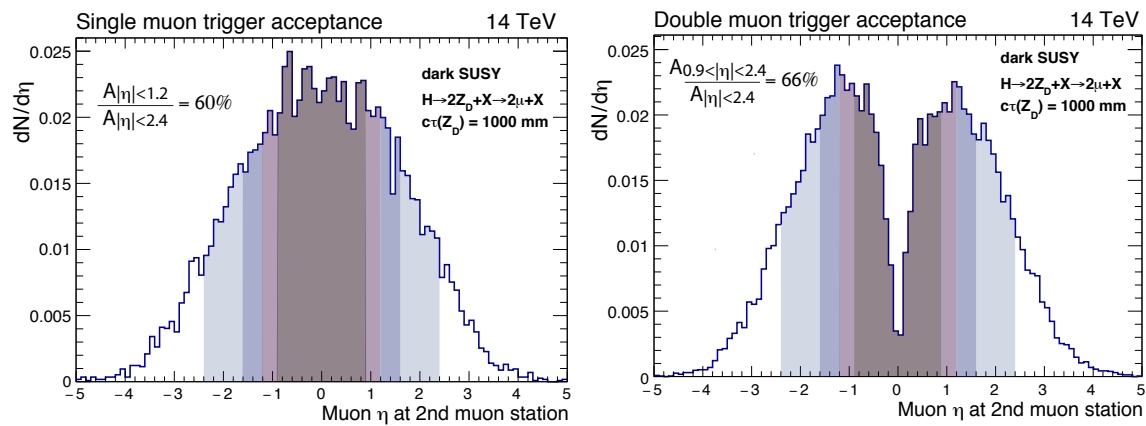 Single muon trigger acceptance 14 TeV
0.025
0.02
0.015
0.01
0.005
0
dN/dη
A|η|<1.2
A|η|<2.4
= 60%
dark SUSY
H→2Z_D+X→2μ+X
cτ(Z_D) = 1000 mm
−5 −4 −3 −2 −1 0 1 2 3 4 5
Muon η at 2nd muon station
Double muon trigger acceptance 14 TeV
0.025
0.02
0.015
0.01
0.005
0
dN/dη
A0.9<|η|<2.4
A|η|<2.4
= 66%
dark SUSY
H→2Z_D+X→2μ+X
cτ(Z_D) = 1000 mm
−5 −4 −3 −2 −1 0 1 2 3 4 5
Muon η at 2nd muon station